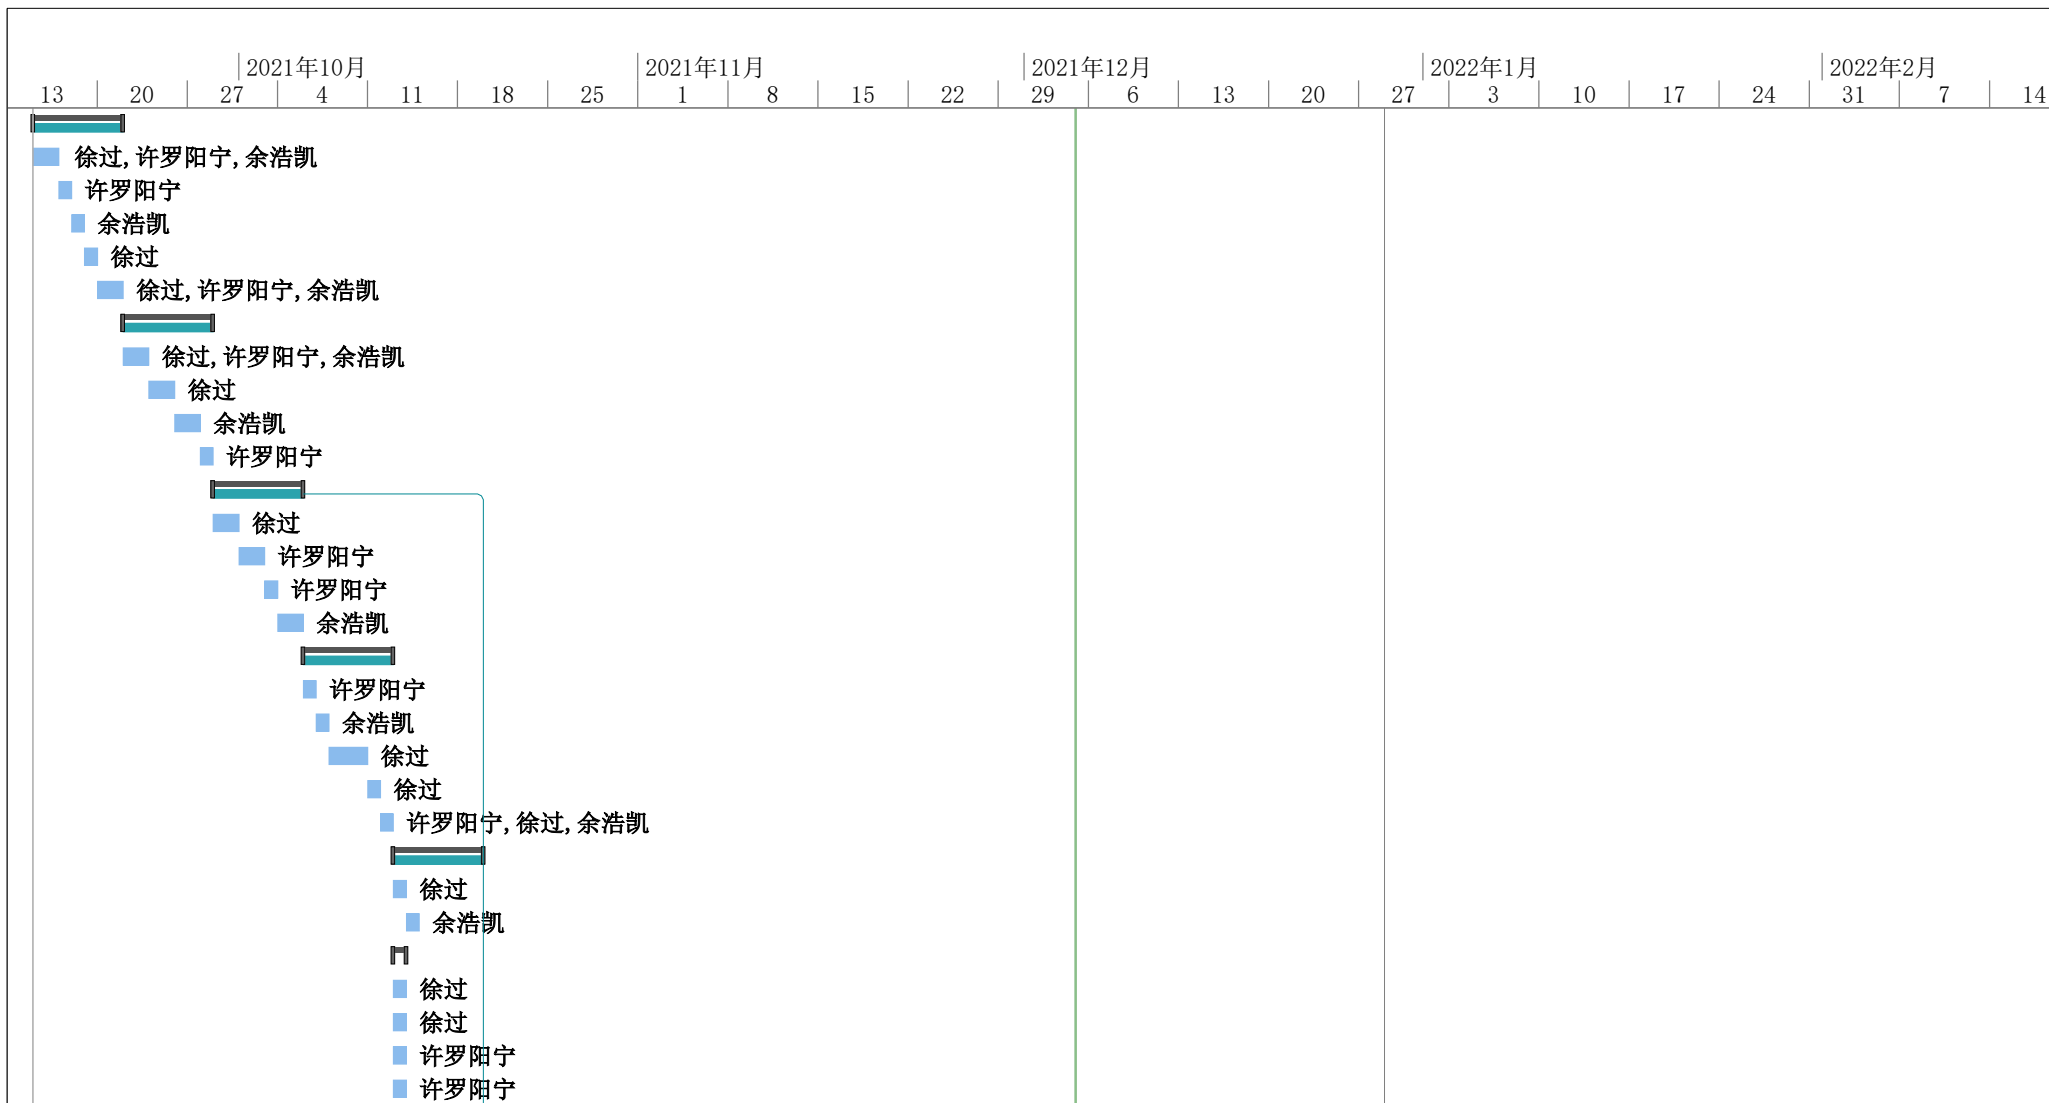 2021年10月 2021年11月 2021年12月 2022年1月 2022年2月
13 20 27 4 11 18 25 1 8 15 22 29 6 13 20 27 3 10 17 24 31 7 14
徐过, 许罗阳宁, 余浩凯
许罗阳宁
余浩凯
徐过
徐过, 许罗阳宁, 余浩凯
徐过, 许罗阳宁, 余浩凯
徐过
余浩凯
许罗阳宁
徐过
许罗阳宁
许罗阳宁
余浩凯
许罗阳宁
余浩凯
徐过
徐过
许罗阳宁, 徐过, 余浩凯
徐过
余浩凯
徐过
徐过
许罗阳宁
许罗阳宁